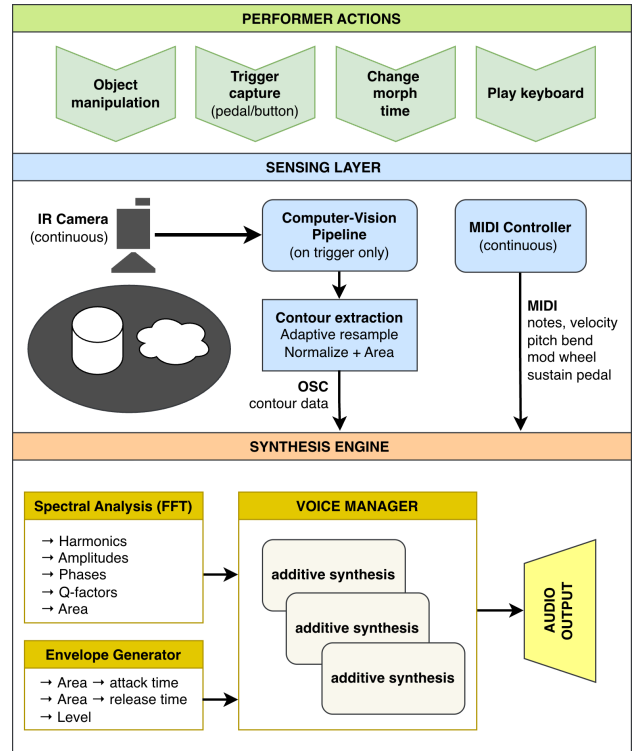 PERFORMER ACTIONS
Object
manipulation
Trigger
capture
(pedal/button)
Change
morph
time
Play keyboard
SENSING LAYER
IR Camera
(continuous)
Computer-Vision
Pipeline
(on trigger only)
MIDI Controller
(continuous)
Contour extraction
Adaptive resample
Normalize + Area
OSC
contour data
MIDI
notes, velocity
pitch bend
mod wheel
sustain pedal
SYNTHESIS ENGINE
Spectral Analysis (FFT)
→ Harmonics
→ Amplitudes
→ Phases
→ Q-factors
→ Area
Envelope Generator
→ Area → attack time
→ Area → release time
→ Level
VOICE MANAGER
additive synthesis
additive synthesis
additive synthesis
AUDIO
OUTPUT